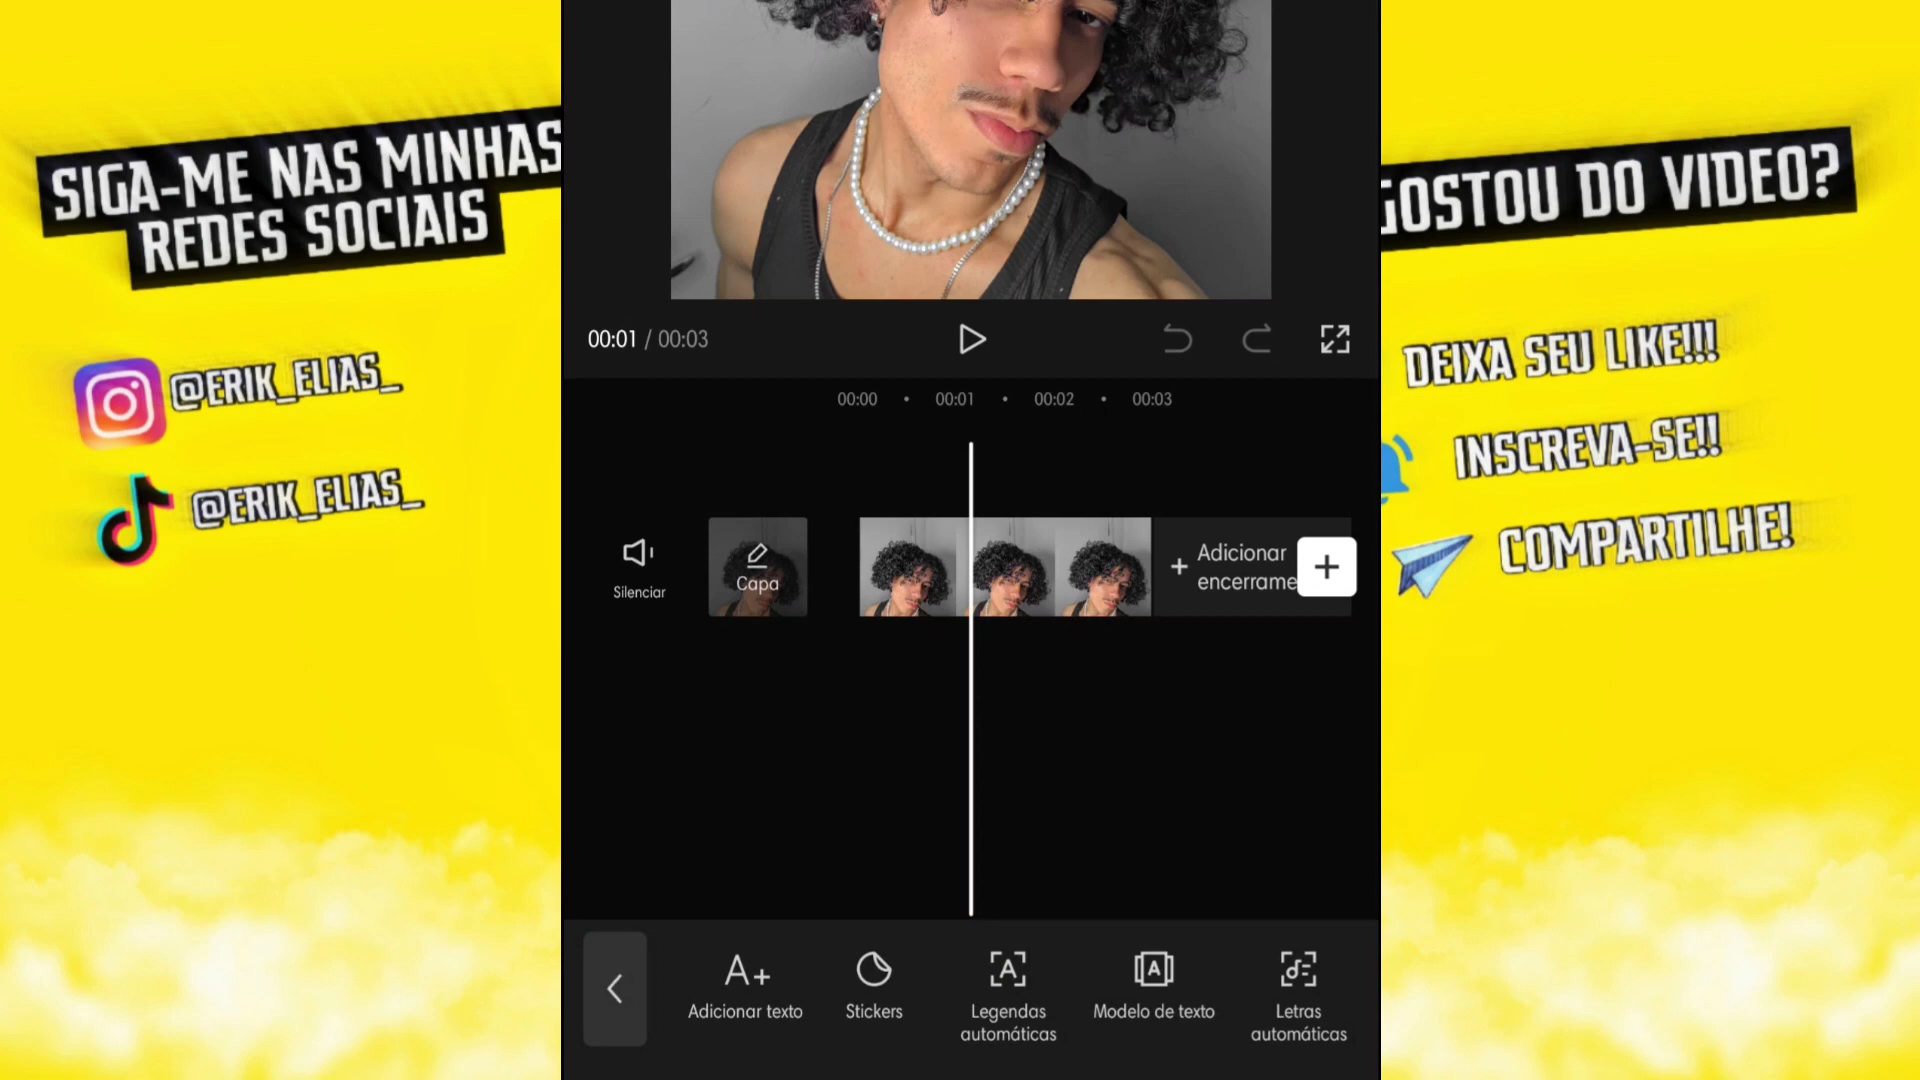 SIGA-ME NAS MINHAS
REDES SOCIAIS
@ERIK_ELIAS_
@ERIK_ELIAS_
00:01 / 00:03
00:00 • 00:01 • 00:02 • 00:03
Silenciar
Capa
+ Adicionar
encerrame
+
A+
Adicionar texto
Stickers
A
Legendas
automáticas
A
Modelo de texto
Letras
automáticas
GOSTOU DO VIDEO?
DEIXA SEU LIKE!!!
INSCREVA-SE!!
COMPARTILHE!